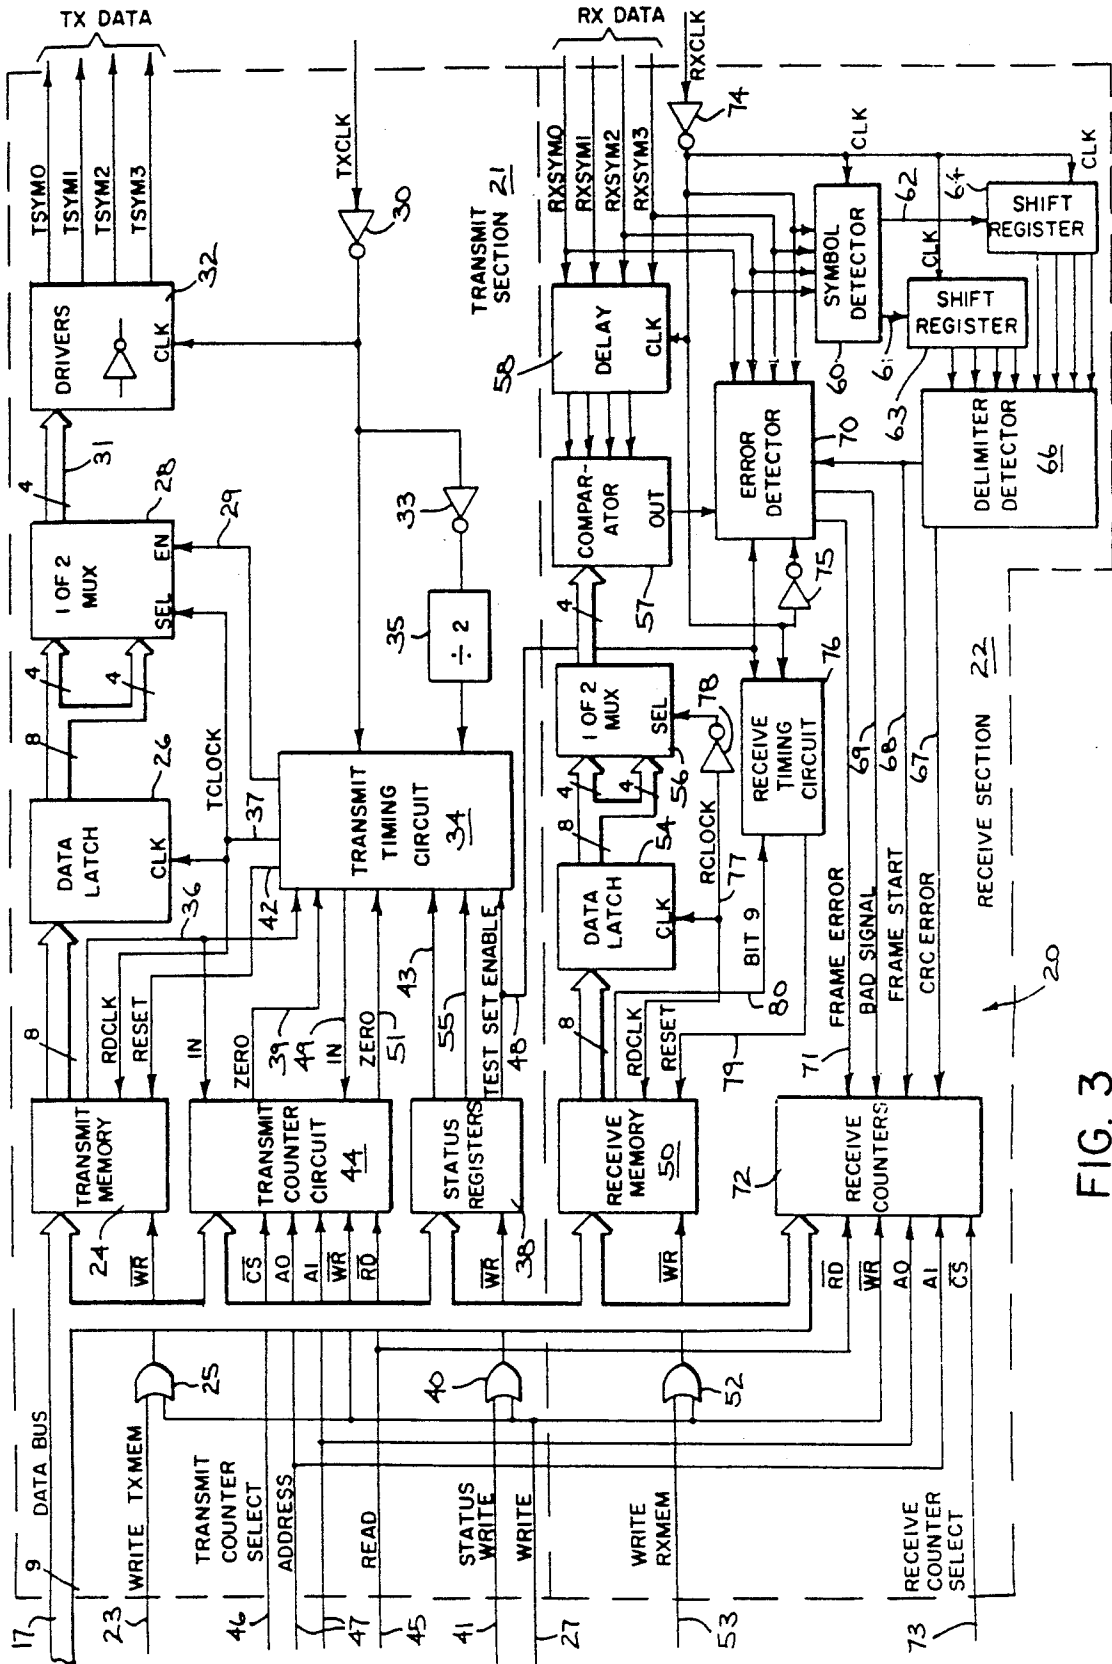 TX DATA
TSYM0
TSYM1
TSYM2
TSYM3
TXCLK
30
32
DRIVERS
CLK
31
4
28
29
1 OF 2
MUX
SEL
EN
4
4
33
35
÷ 2
8
26
DATA
LATCH
CLK
TCLOCK
37
36
42
TRANSMIT
TIMING
CIRCUIT
34
8
RDCLK
RESET
IN
ZERO
39
49
IN
ZERO
51
43
55
TEST SET ENABLE
48
TRANSMIT
MEMORY
24
WR
TRANSMIT
COUNTER
CIRCUIT
44
CS
A0
A1
WR
RD
STATUS
REGISTERS
38
WR
25
40
DATA BUS
9
17
WRITE TXMEM
23
TRANSMIT
COUNTER
SELECT
46
ADDRESS
47
READ
45
STATUS
WRITE
41
WRITE
27
TRANSMIT
SECTION 21
RX DATA
RXSYM0
RXSYM1
RXSYM2
RXSYM3
RXCLK
74
58
DELAY
CLK
SYMBOL
DETECTOR
60
CLK
61
62
CLK
64
SHIFT
REGISTER
CLK
SHIFT
REGISTER
63
COMPAR-
ATOR
OUT
57
ERROR
DETECTOR
70
DELIMITER
DETECTOR
66
75
4
1 OF 2
MUX
SEL
56
78
4
4
RECEIVE
TIMING
CIRCUIT
76
8
54
DATA
LATCH
CLK
RCLOCK
77
BIT 9
80
69
68
67
8
RDCLK
RESET
79
FRAME ERROR
BAD SIGNAL
FRAME START
CRC ERROR
71
RECEIVE
MEMORY
50
WR
RECEIVE
COUNTERS
72
RD
WR
A0
A1
CS
52
WRITE
RXMEM
53
RECEIVE
COUNTER
SELECT
73
RECEIVE SECTION 22
20
FIG. 3